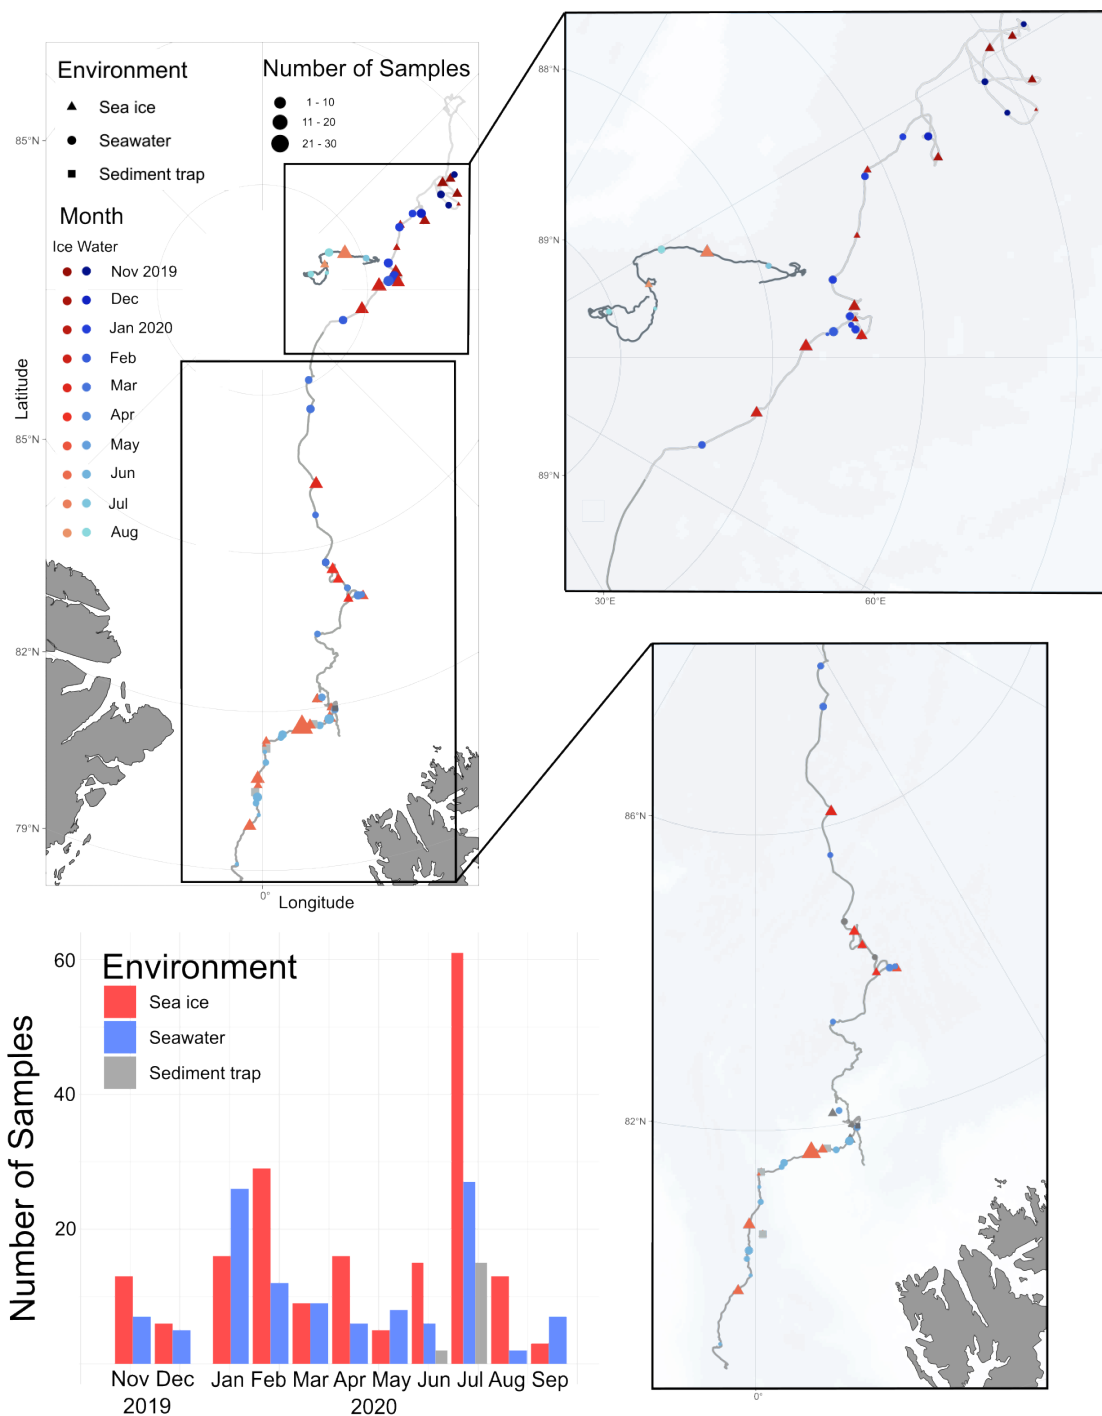 Environment
Sea ice
Seawater
Sediment trap
Number of Samples
1 - 10
11 - 20
21 - 30
Month
Ice Water
Nov 2019
Dec
Jan 2020
Feb
Mar
Apr
May
Jun
Jul
Aug
85°N
85°N
82°N
79°N
Latitude
0°
Longitude
88°N
89°N
89°N
30°E
60°E
86°N
82°N
0°
Environment
Sea ice
Seawater
Sediment trap
Number of Samples
60
40
20
Nov Dec Jan Feb Mar Apr May Jun Jul Aug Sep
2019 2020